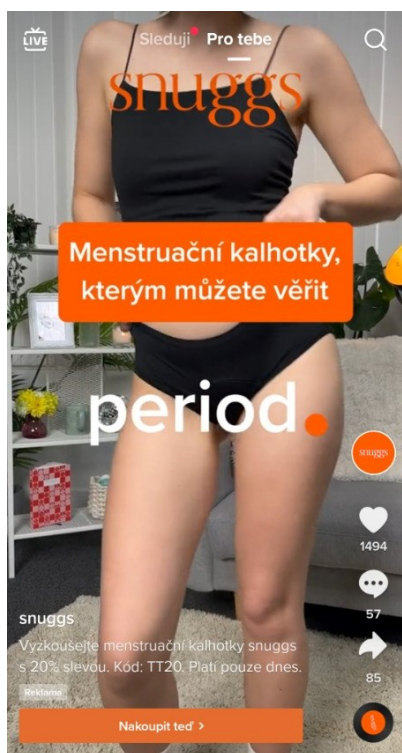 LIVE
Sleduji
Pro tebe
snuggs
Menstruační kalhotky,
kterým můžete věřit
period.
snuggs
1494
57
85
snuggs
Vyzkoušejte menstruační kalhotky snuggs
s 20% slevou. Kód: TT20. Platí pouze dnes.
Reklama
Nakoupit teď >